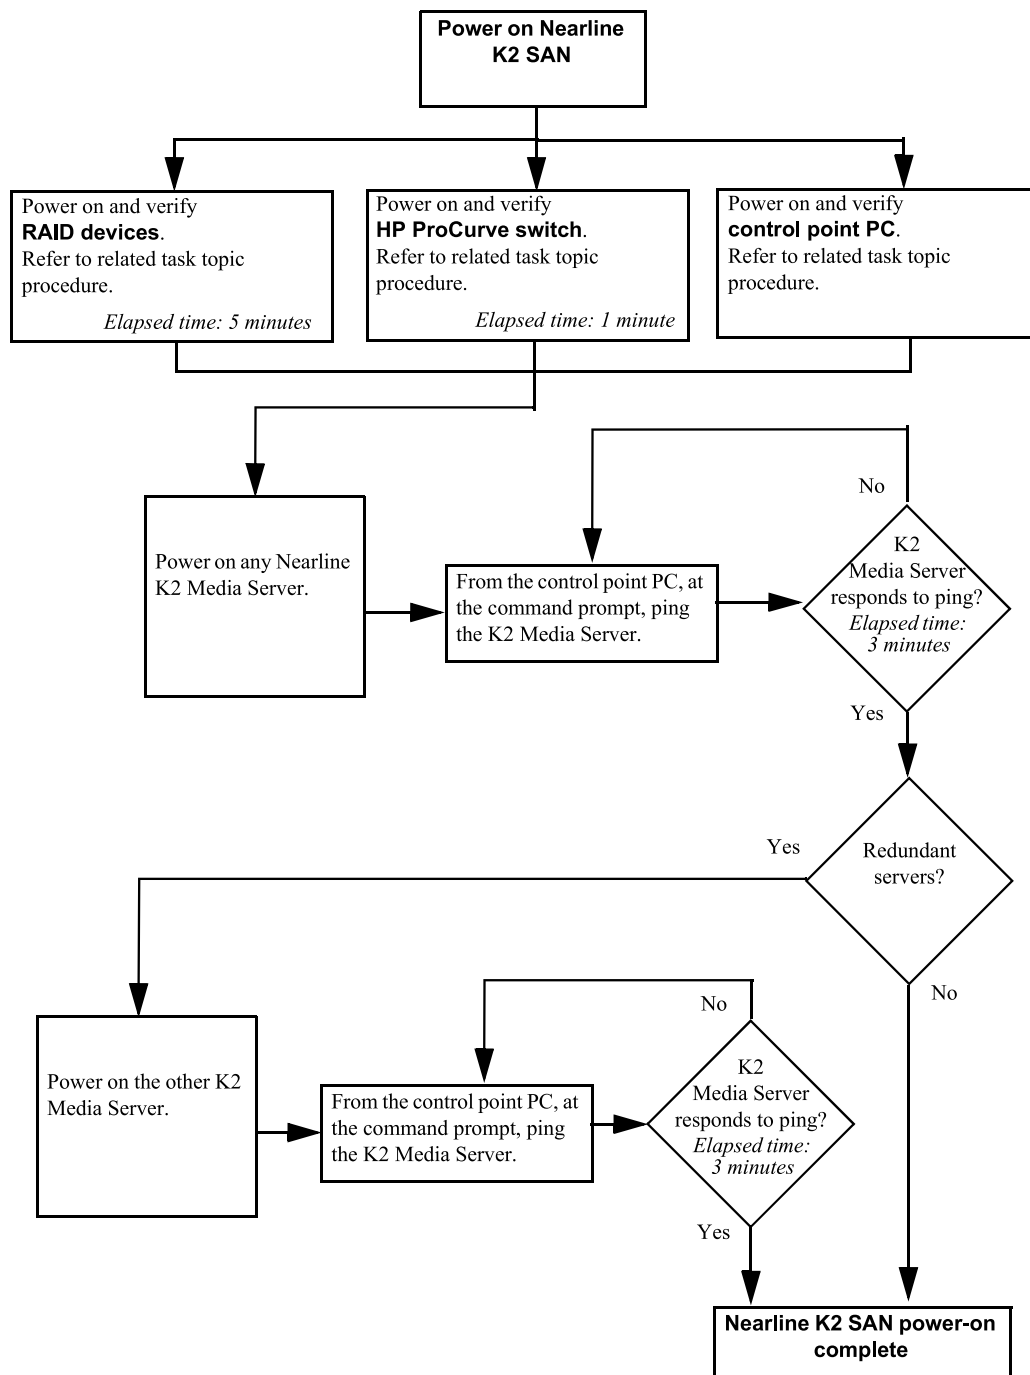 Power on Nearline
K2 SAN
Power on and verify
RAID devices.
Refer to related task topic
procedure.
Elapsed time: 5 minutes
Power on and verify
HP ProCurve switch.
Refer to related task topic
procedure.
Elapsed time: 1 minute
Power on and verify
control point PC.
Refer to related task topic
procedure.
Power on any Nearline
K2 Media Server.
From the control point PC, at
the command prompt, ping
the K2 Media Server.
No
K2
Media Server
responds to ping?
Elapsed time:
3 minutes
Yes
Redundant
servers?
Yes
No
Power on the other K2
Media Server.
From the control point PC, at
the command prompt, ping
the K2 Media Server.
No
K2
Media Server
responds to ping?
Elapsed time:
3 minutes
Yes
Nearline K2 SAN power-on
complete